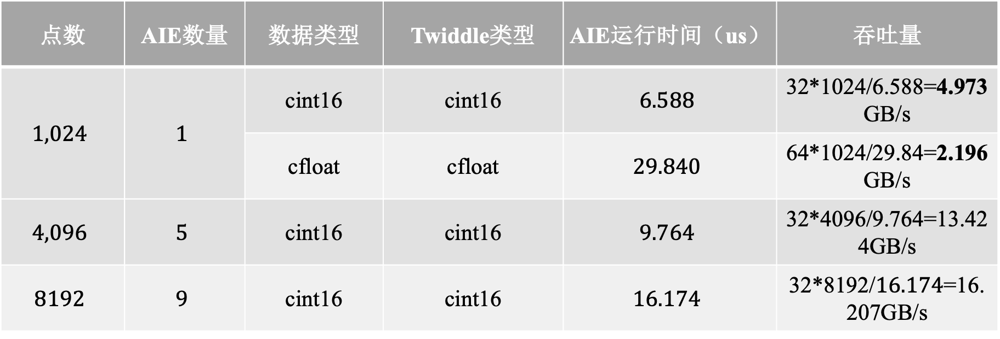 点数 AIE数量 数据类型 Twiddle类型 AIE运行时间（us） 吞吐量
1,024 1 cint16 cint16 6.588 32*1024/6.588=4.973
GB/s
cfloat cfloat 29.840 64*1024/29.84=2.196
GB/s
4,096 5 cint16 cint16 9.764 32*4096/9.764=13.42
4GB/s
8192 9 cint16 cint16 16.174 32*8192/16.174=16.
207GB/s